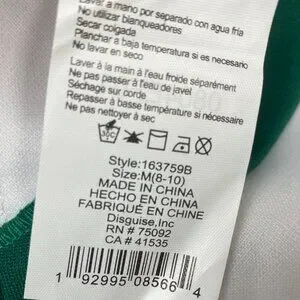 Lavar a mano por separado con agua fría
No utilizar blanqueadores
Secar colgada
Planchar a baja temperatura si es necesario
No lavar en seco
Laver à la main à l'eau froide séparément
Ne pas passer à l'eau de javel
Séchage sur corde
Repasser à basse température si nécessaire
Ne pas nettoyer à sec
Style:163759B
Size:M(8-10)
MADE IN CHINA
HECHO EN CHINA
FABRIQUÉ EN CHINE
Disguise,Inc
RN # 75092
CA # 41535
1 92995 08566 4